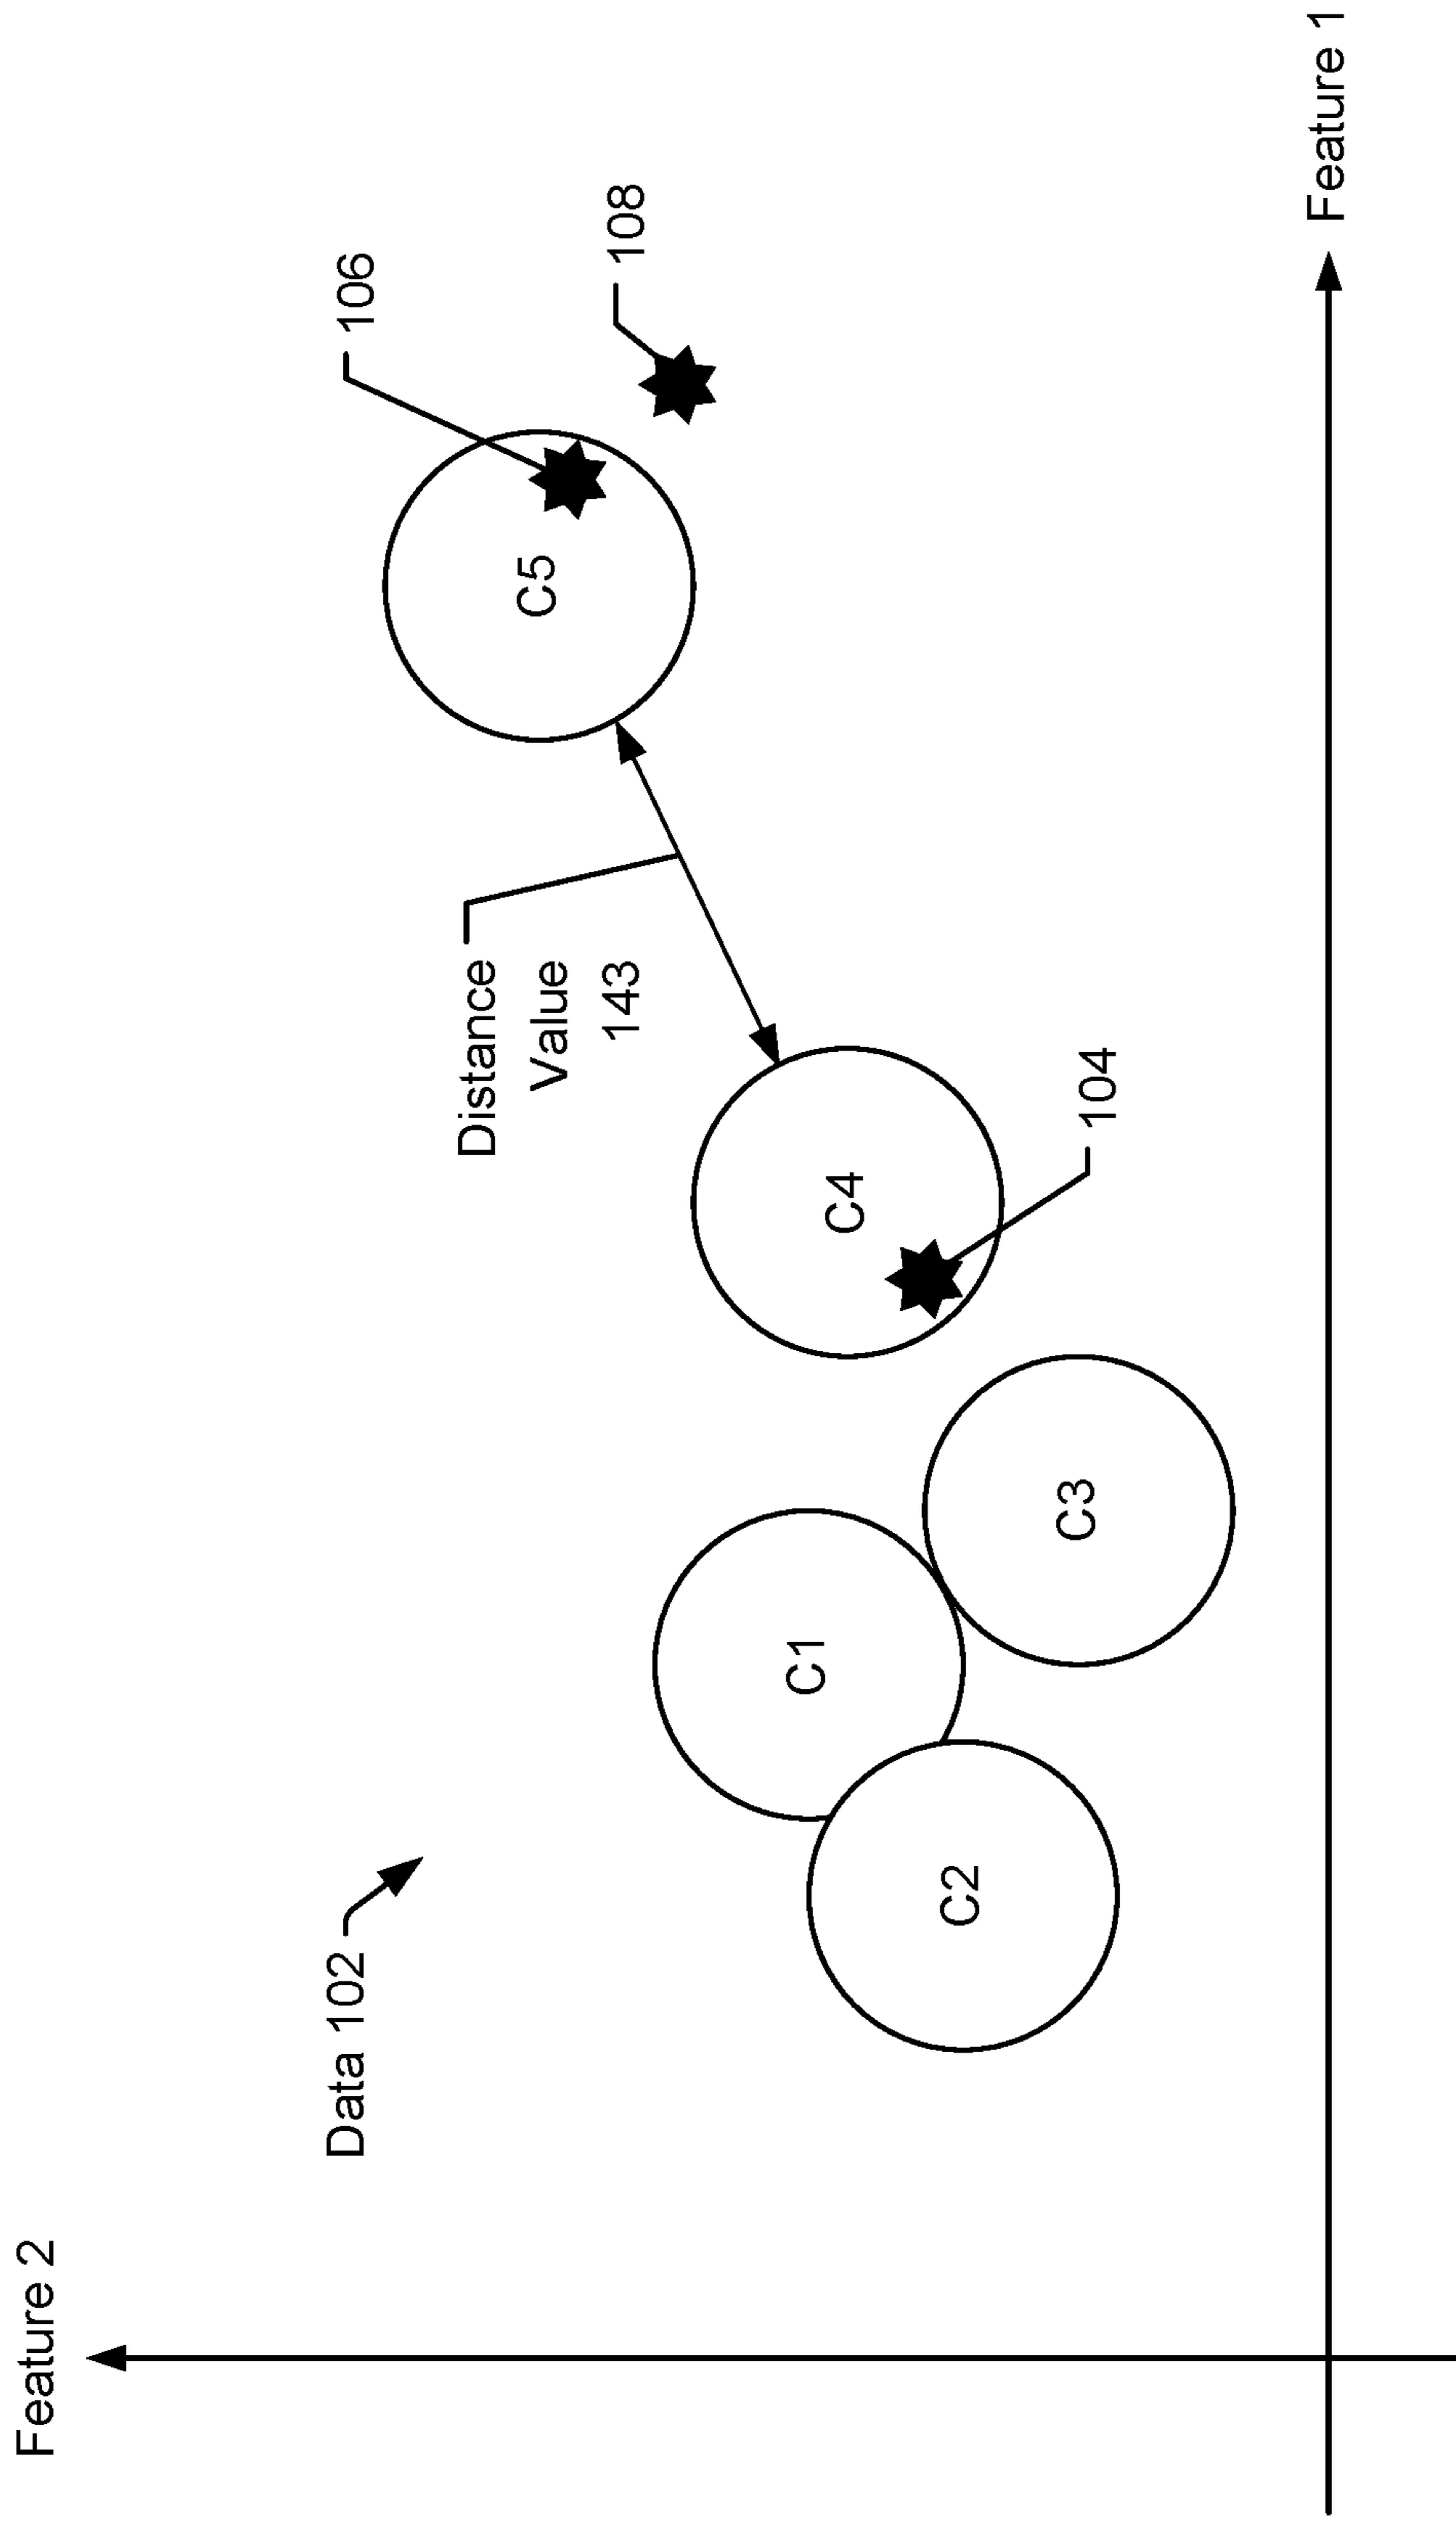 Feature 2
Data 102
106
108
C5
Distance
Value
143
C4
104
C1
C2
C3
Feature 1